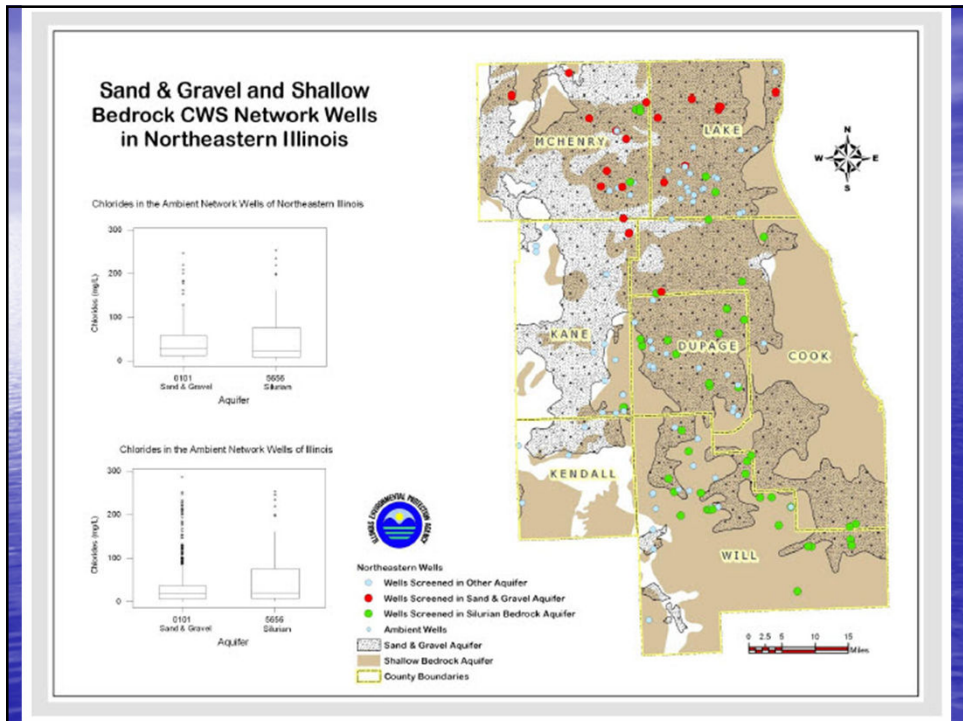 Sand & Gravel and Shallow
Bedrock CWS Network Wells
in Northeastern Illinois
Chlorides in the Ambient Network Wells of Northeastern Illinois
300
200
100
0
Chlorides (mg/L)
0101
Sand & Gravel
5656
Silurian
Aquifer
Chlorides in the Ambient Network Wells of Illinois
300
200
100
0
Chlorides (mg/L)
0101
Sand & Gravel
5656
Silurian
Aquifer
MCHENRY
LAKE
KANE
DUPAGE
COOK
KENDALL
WILL
N
W
E
S
ILLINOIS ENVIRONMENTAL PROTECTION AGENCY
Northeastern Wells
Wells Screened in Other Aquifer
Wells Screened in Sand & Gravel Aquifer
Wells Screened in Silurian Bedrock Aquifer
Ambient Wells
Sand & Gravel Aquifer
Shallow Bedrock Aquifer
County Boundaries
0 2.5 5 10 15
Miles